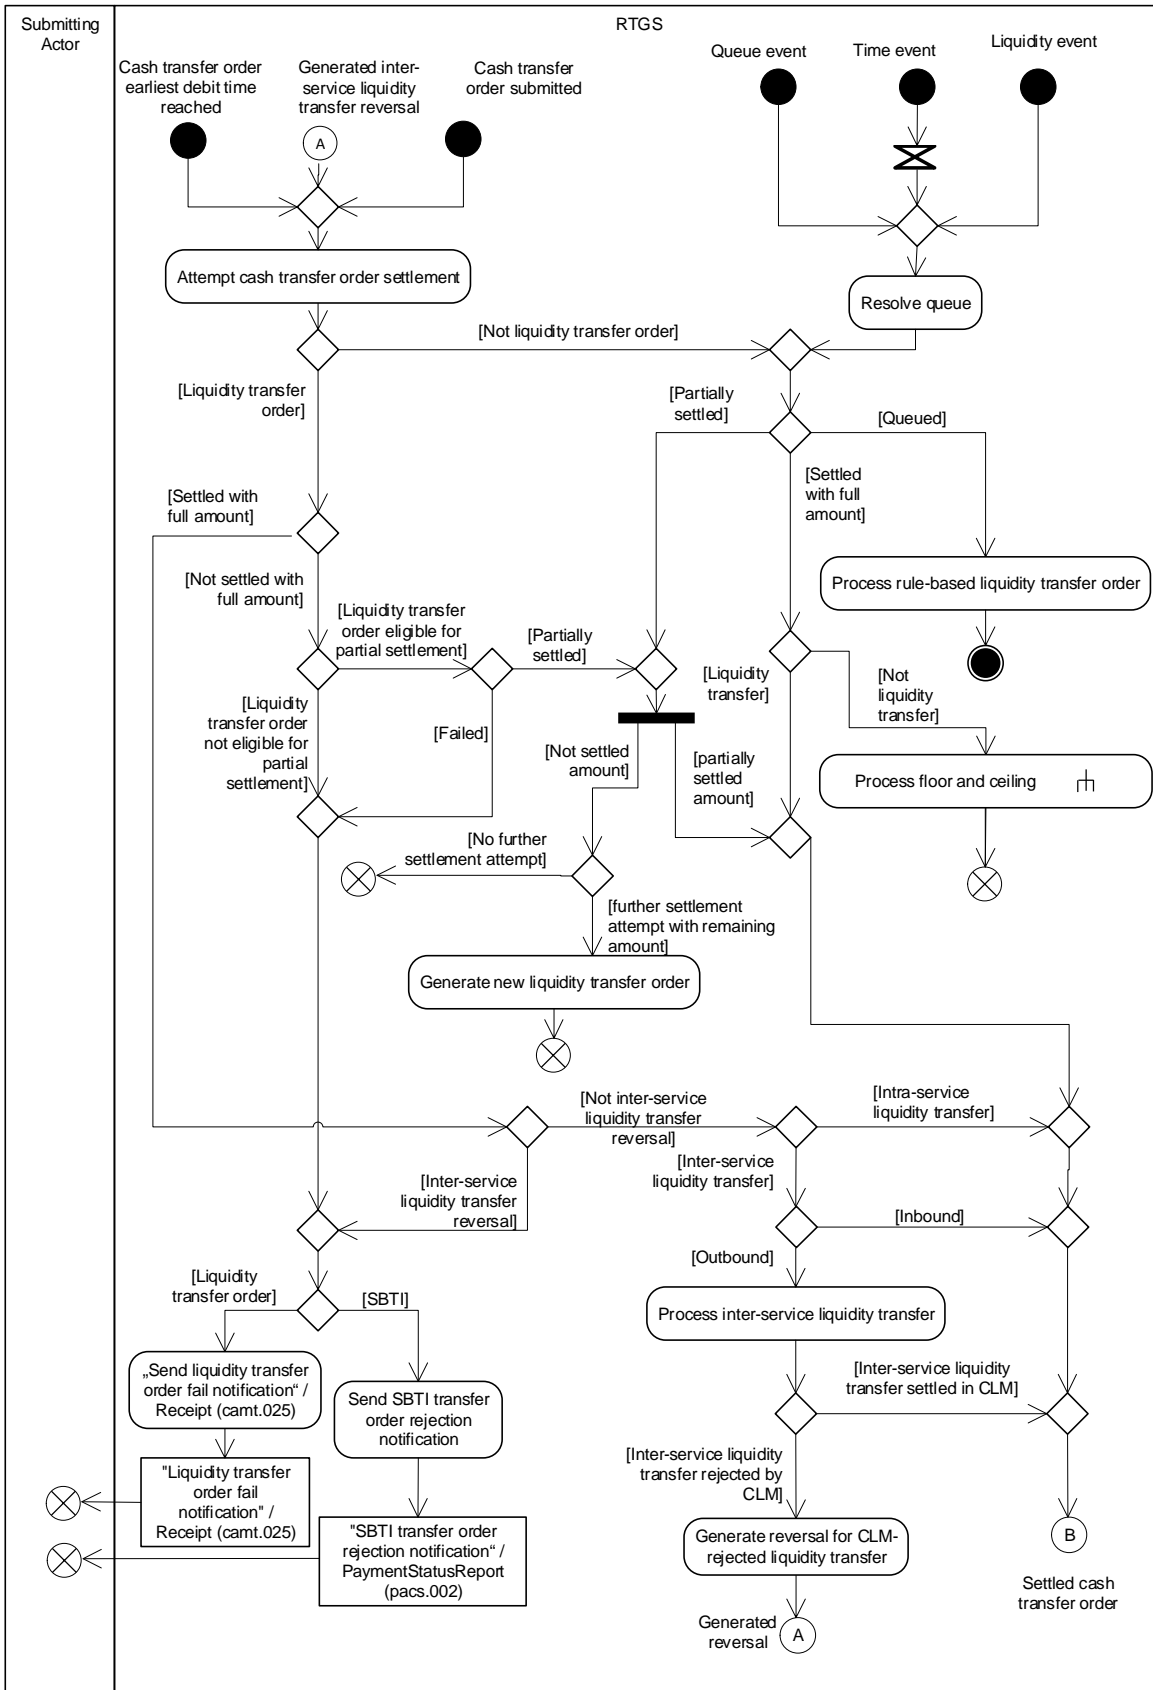 Submitting
Actor
RTGS
Cash transfer order
earliest debit time
reached
Generated inter-
service liquidity
transfer reversal
Cash transfer
order submitted
Queue event
Time event
Liquidity event
A
Attempt cash transfer order settlement
Resolve queue
[Not liquidity transfer order]
[Liquidity transfer
order]
[Partially
settled]
[Queued]
[Settled
with full
amount]
[Settled with
full amount]
[Not settled with
full amount]
Process rule-based liquidity transfer order
[Liquidity transfer
order eligible for
partial settlement]
[Partially
settled]
[Liquidity
transfer]
[Not
liquidity
transfer]
[Liquidity
transfer order
not eligible for
partial
settlement]
[Failed]
[Not settled
amount]
[partially
settled
amount]
Process floor and ceiling
[No further
settlement attempt]
[further settlement
attempt with remaining
amount]
Generate new liquidity transfer order
[Not inter-service
liquidity transfer
reversal]
[Intra-service
liquidity transfer]
[Inter-service
liquidity transfer
reversal]
[Inter-service
liquidity transfer]
[Inbound]
[Outbound]
[Liquidity
transfer order]
[SBTI]
Process inter-service liquidity transfer
„Send liquidity transfer
order fail notification“ /
Receipt (camt.025)
Send SBTI transfer
order rejection
notification
[Inter-service liquidity
transfer settled in CLM]
[Inter-service liquidity
transfer rejected by
CLM]
"Liquidity transfer
order fail
notification" /
Receipt (camt.025)
"SBTI transfer order
rejection notification“ /
PaymentStatusReport
(pacs.002)
Generate reversal for CLM-
rejected liquidity transfer
B
Settled cash
transfer order
Generated
reversal
A